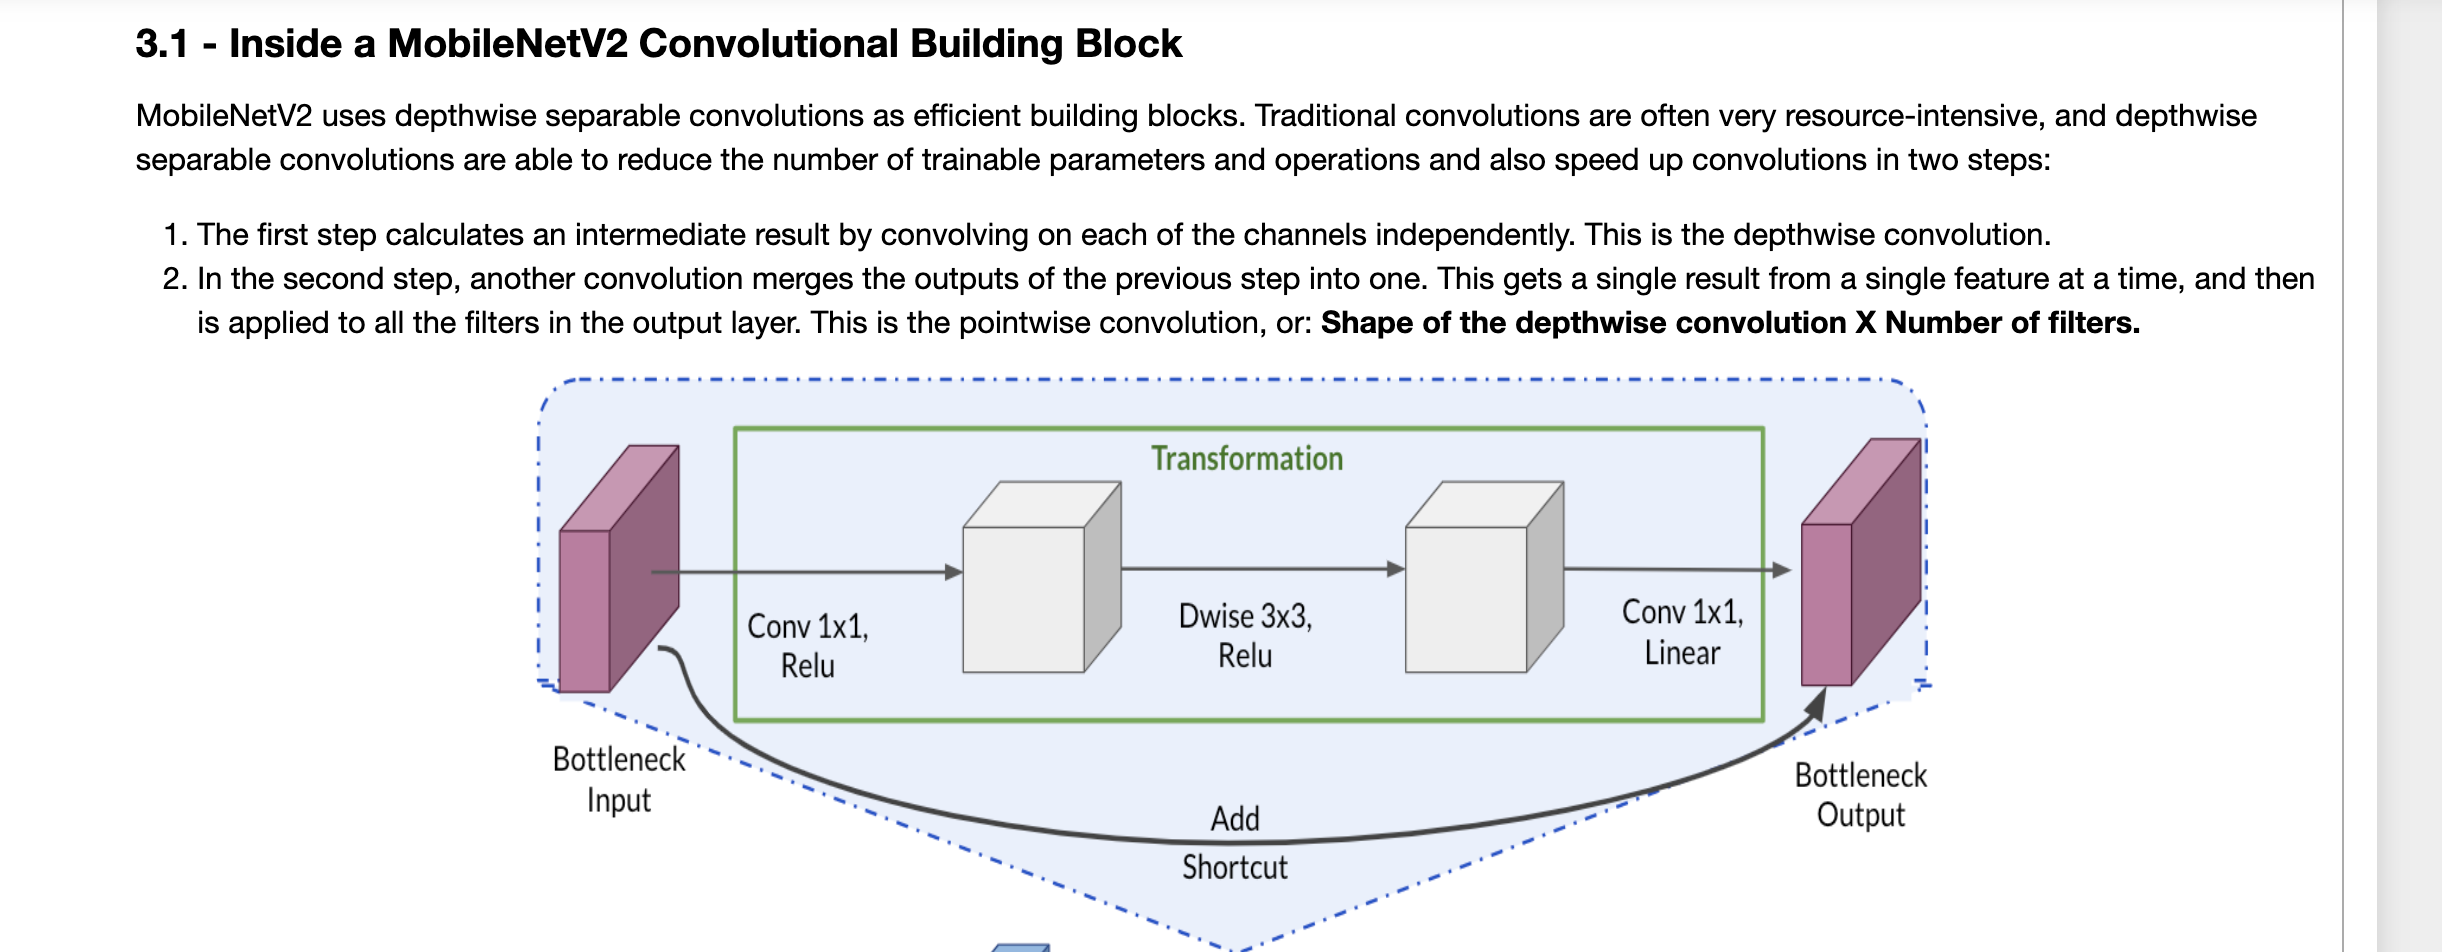 3.1 - Inside a MobileNetV2 Convolutional Building Block
MobileNetV2 uses depthwise separable convolutions as efficient building blocks. Traditional convolutions are often very resource-intensive, and depthwise
separable convolutions are able to reduce the number of trainable parameters and operations and also speed up convolutions in two steps:
1. The first step calculates an intermediate result by convolving on each of the channels independently. This is the depthwise convolution.
2. In the second step, another convolution merges the outputs of the previous step into one. This gets a single result from a single feature at a time, and then
is applied to all the filters in the output layer. This is the pointwise convolution, or: Shape of the depthwise convolution X Number of filters.
Transformation
Conv 1x1,
Relu
Dwise 3x3,
Relu
Conv 1x1,
Linear
Bottleneck
Input
Bottleneck
Output
Add
Shortcut